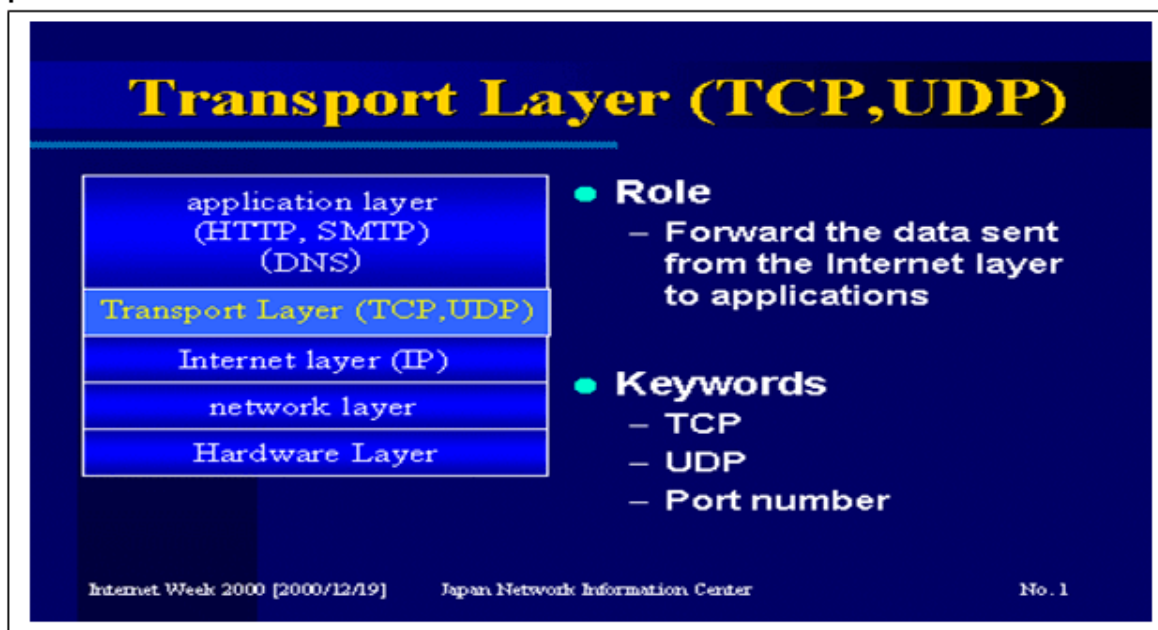 Transport Layer (TCP,UDP)
application layer
(HTTP, SMTP)
(DNS)
Transport Layer (TCP,UDP)
Internet layer (IP)
network layer
Hardware Layer
● Role
– Forward the data sent
from the Internet layer
to applications
● Keywords
– TCP
– UDP
– Port number
Internet Week 2000 [2000/12/19] Japan Network Information Center No. 1